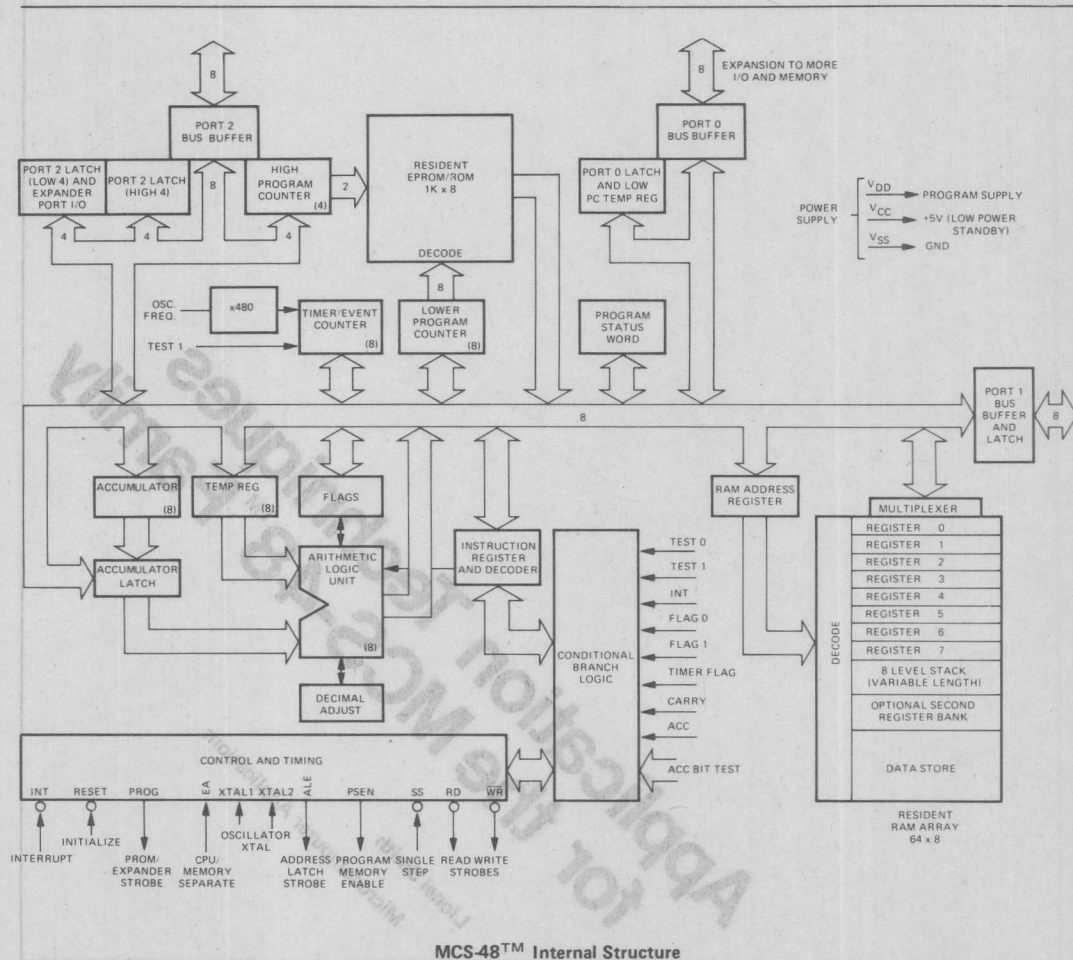 8
8
EXPANSION TO MORE
I/O AND MEMORY
PORT 2
BUS BUFFER
PORT 0
BUS BUFFER
PORT 2 LATCH
(LOW 4) AND
EXPANDER
PORT I/O
PORT 2 LATCH
(HIGH 4)
8
HIGH
PROGRAM
COUNTER
(4)
2
RESIDENT
EPROM/ROM
1K x 8
DECODE
PORT 0 LATCH
AND LOW
PC TEMP REG
4
4
4
POWER
SUPPLY
VDD
PROGRAM SUPPLY
VCC
+5V (LOW POWER
STANDBY)
VSS
GND
OSC.
FREQ.
x480
TEST 1
TIMER/EVENT
COUNTER
(8)
8
LOWER
PROGRAM
COUNTER
(8)
PROGRAM
STATUS
WORD
8
PORT 1
BUS
BUFFER
AND
LATCH
8
ACCUMULATOR
(8)
TEMP REG
(8)
FLAGS
RAM ADDRESS
REGISTER
MULTIPLEXER
ACCUMULATOR
LATCH
ARITHMETIC
LOGIC
UNIT
(8)
INSTRUCTION
REGISTER
AND DECODER
DECIMAL
ADJUST
CONDITIONAL
BRANCH
LOGIC
TEST 0
TEST 1
INT
FLAG 0
FLAG 1
TIMER FLAG
CARRY
ACC
ACC BIT TEST
DECODE
REGISTER 0
REGISTER 1
REGISTER 2
REGISTER 3
REGISTER 4
REGISTER 5
REGISTER 6
REGISTER 7
8 LEVEL STACK
(VARIABLE LENGTH)
OPTIONAL SECOND
REGISTER BANK
DATA STORE
RESIDENT
RAM ARRAY
64 x 8
CONTROL AND TIMING
INT
RESET
PROG
EA
XTAL1
XTAL2
ALE
PSEN
SS
RD
WR
INTERRUPT
INITIALIZE
PROM/
EXPANDER
STROBE
CPU/
MEMORY
SEPARATE
OSCILLATOR
XTAL
ADDRESS
LATCH
STROBE
PROGRAM
MEMORY
ENABLE
SINGLE
STEP
READ WRITE
STROBES
Application Techniques
for the MCS-48™ Family
MCS-48™ Internal Structure